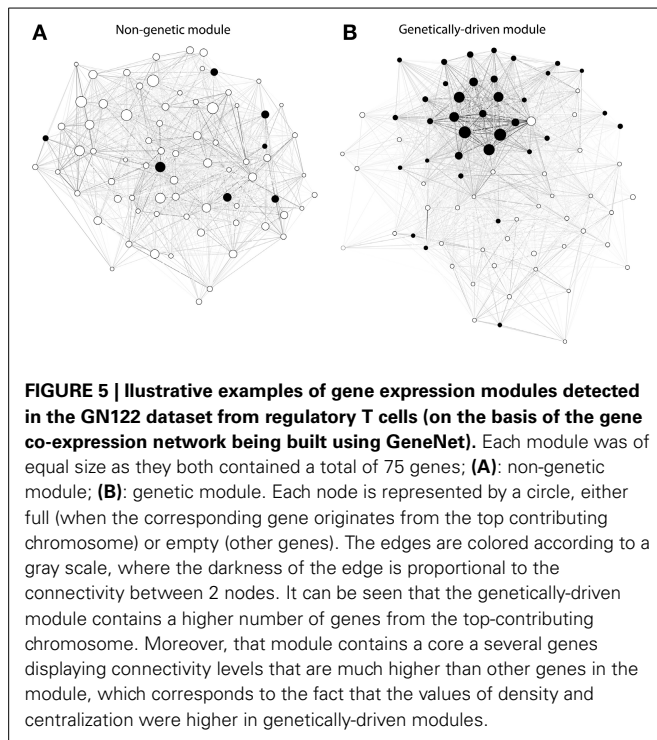 A
Non-genetic module
B
Genetically-driven module
FIGURE 5 | Ilustrative examples of gene expression modules detected
in the GN122 dataset from regulatory T cells (on the basis of the gene
co-expression network being built using GeneNet). Each module was of
equal size as they both contained a total of 75 genes; (A): non-genetic
module; (B): genetic module. Each node is represented by a circle, either
full (when the corresponding gene originates from the top contributing
chromosome) or empty (other genes). The edges are colored according to a
gray scale, where the darkness of the edge is proportional to the
connectivity between 2 nodes. It can be seen that the genetically-driven
module contains a higher number of genes from the top-contributing
chromosome. Moreover, that module contains a core a several genes
displaying connectivity levels that are much higher than other genes in the
module, which corresponds to the fact that the values of density and
centralization were higher in genetically-driven modules.